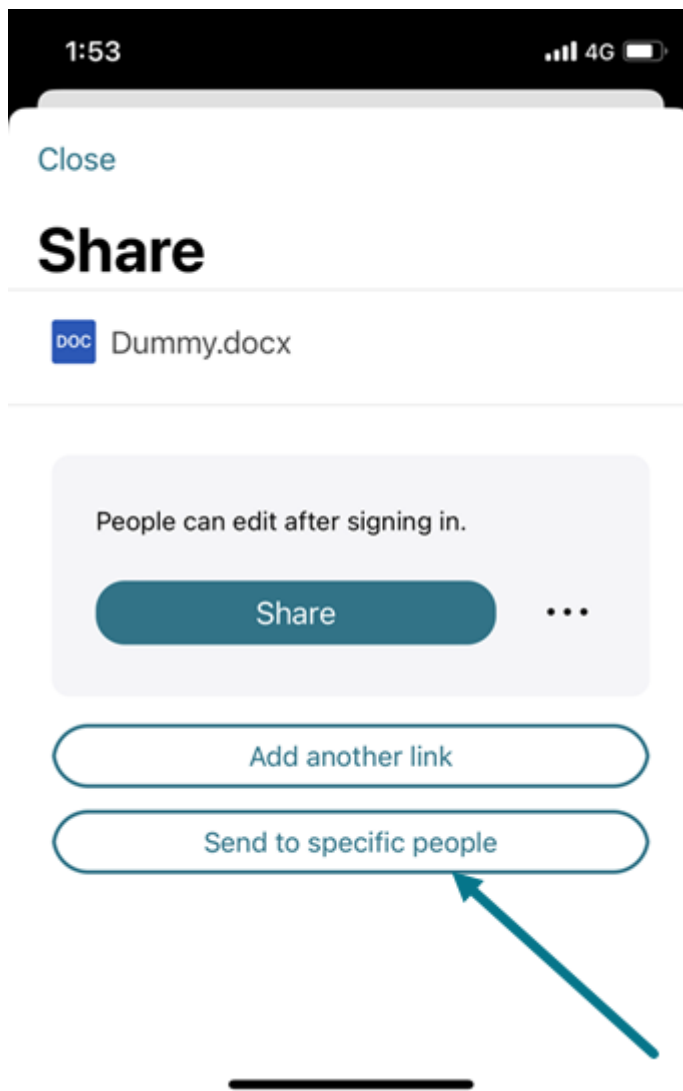 1:53
4G
Close
Share
DOC Dummy.docx
People can edit after signing in.
Share
Add another link
Send to specific people